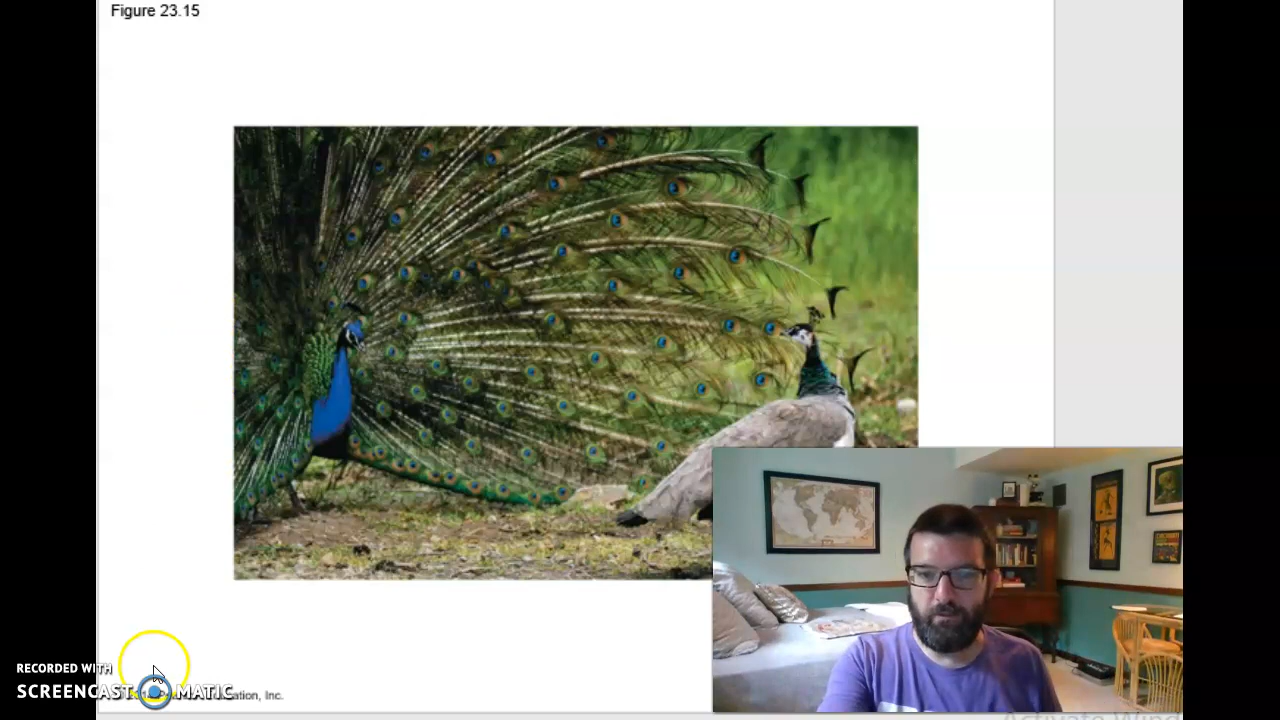 Figure 23.15
RECORDED WITH
SCREENCAST MATIC
ation, Inc.